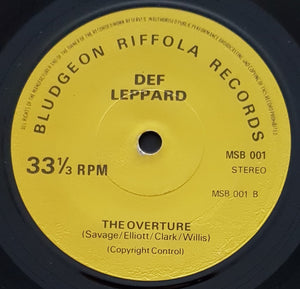 BLUDGEON RIFFOLA RECORDS
DEF
LEPPARD
33⅓ RPM
MSB 001
STEREO
MSB 001 B
THE OVERTURE
(Savage/Elliott/Clark/Willis)
(Copyright Control)